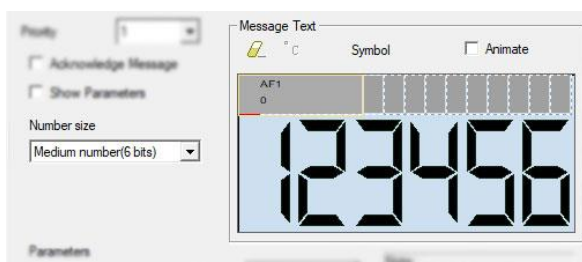 Priority
1
Acknowledge Message
Show Parameters
Number size
Medium number(6 bits)
Parameters
Message Text
°C
Symbol
Animate
AF1
0
123456